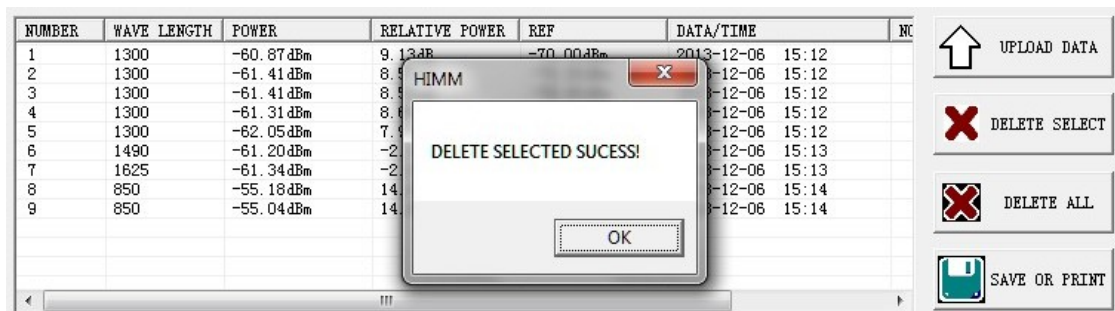 NUMBER WAVE LENGTH POWER RELATIVE POWER REF DATA/TIME
1 1300 -60.87dBm 9.13dB -70.00dBm 2013-12-06 15:12
2 1300 -61.41dBm -12-06 15:12
3 1300 -61.41dBm -12-06 15:12
4 1300 -61.31dBm -12-06 15:12
5 1300 -62.05dBm -12-06 15:12
6 1490 -61.20dBm -12-06 15:13
7 1625 -61.34dBm -12-06 15:13
8 850 -55.18dBm 14. -12-06 15:14
9 850 -55.04dBm 14. -12-06 15:14
HIMM
DELETE SELECTED SUCESS!
OK
UPLOAD DATA
DELETE SELECT
DELETE ALL
SAVE OR PRINT